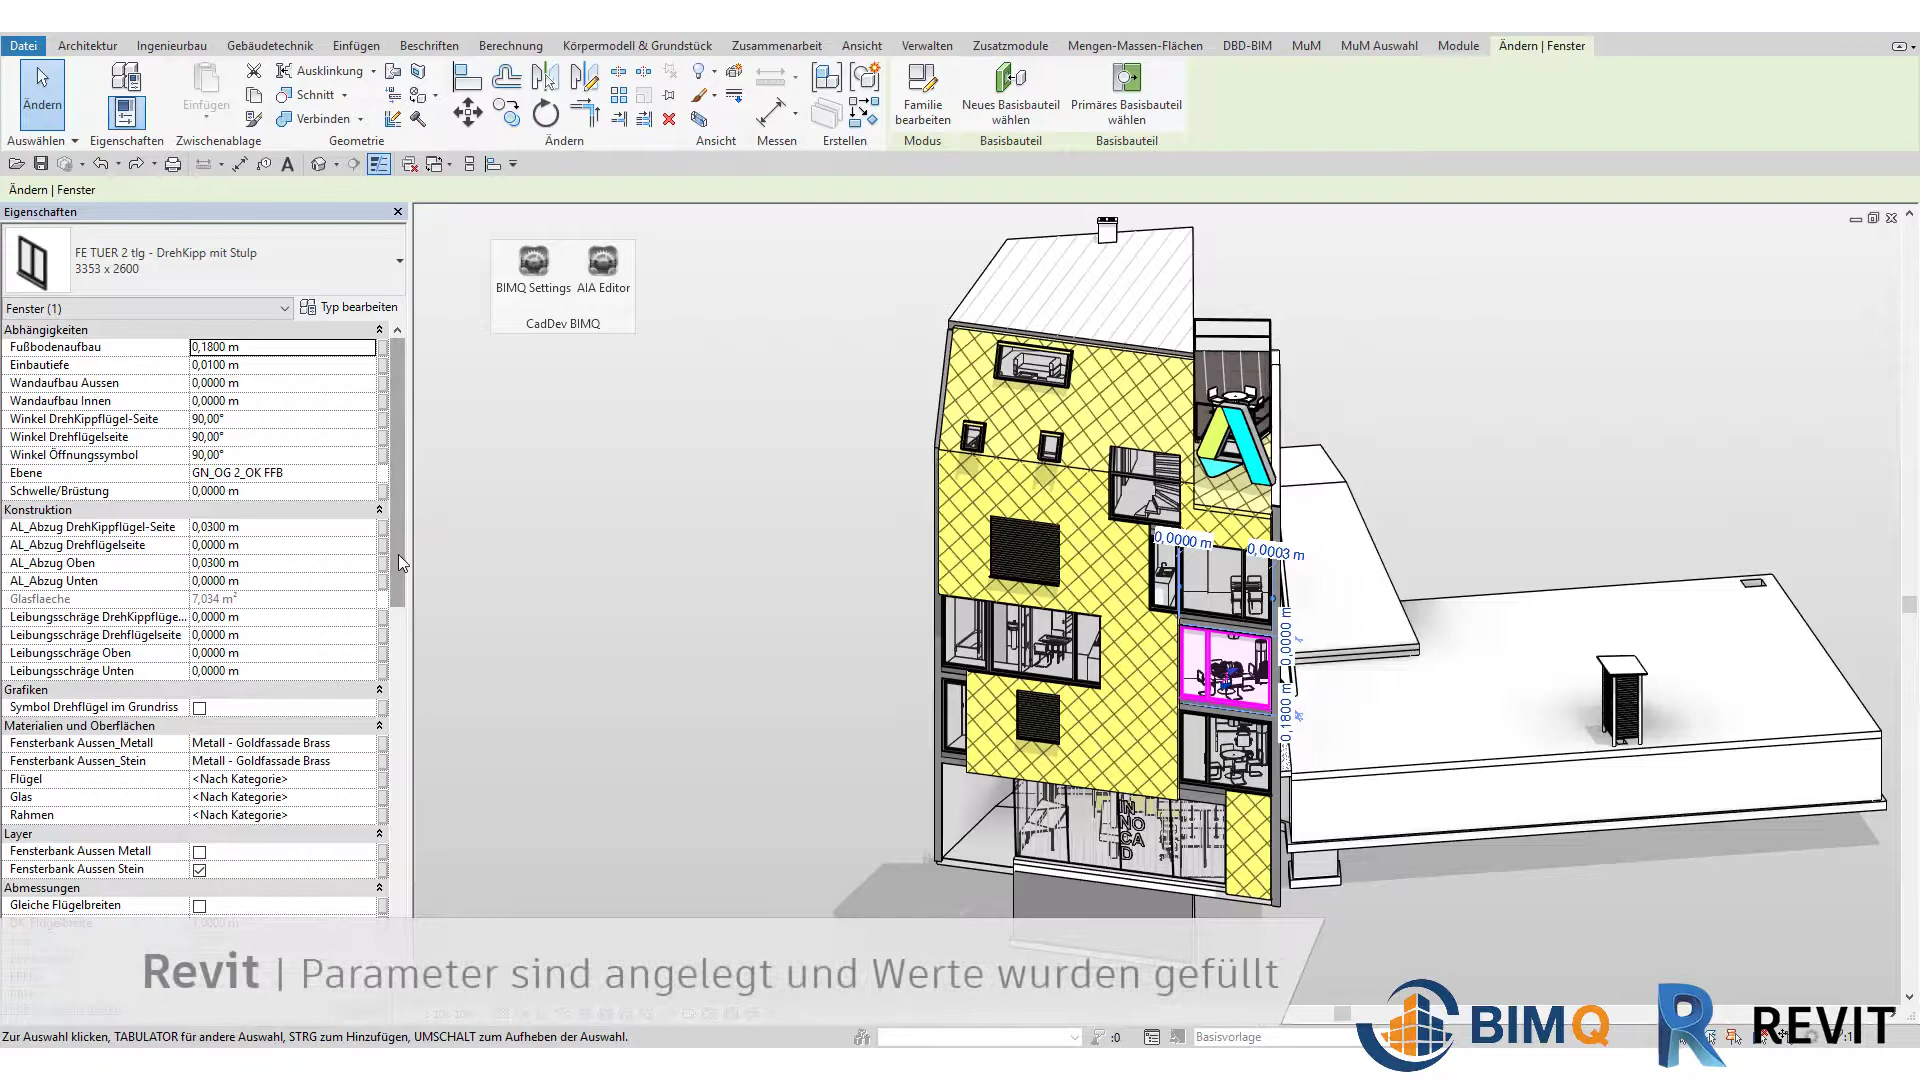 Datei Architektur Ingenieurbau Gebäudetechnik Einfügen Beschriften Berechnung Körpermodell & Grundstück Zusammenarbeit Ansicht Verwalten Zusatzmodule Mengen-Massen-Flächen DBD-BIM MuM MuM Auswahl Module Ändern | Fenster
Ausklinkung
Schnitt
Verbinden
Ändern
Einfügen
Familie bearbeiten
Neues Basisbauteil wählen
Primäres Basisbauteil wählen
Auswählen Eigenschaften Zwischenablage Geometrie Ändern Ansicht Messen Erstellen Modus Basisbauteil Basisbauteil
Ändern | Fenster
Eigenschaften
FE TUER 2 tlg - DrehKipp mit Stulp
3353 x 2600
Fenster (1) Typ bearbeiten
Abhängigkeiten
Fußbodenaufbau 0,1800 m
Einbautiefe 0,0100 m
Wandaufbau Aussen 0,0000 m
Wandaufbau Innen 0,0000 m
Winkel DrehKippflügel-Seite 90,00°
Winkel Drehflügelseite 90,00°
Winkel Öffnungssymbol 90,00°
Ebene GN_OG 2_OK FFB
Schwelle/Brüstung 0,0000 m
Konstruktion
AL_Abzug DrehKippflügel-Seite 0,0300 m
AL_Abzug Drehflügelseite 0,0000 m
AL_Abzug Oben 0,0300 m
AL_Abzug Unten 0,0000 m
Glasflaeche 7,034 m²
Leibungsschräge DrehKippflüge... 0,0000 m
Leibungsschräge Drehflügelseite 0,0000 m
Leibungsschräge Oben 0,0000 m
Leibungsschräge Unten 0,0000 m
Grafiken
Symbol Drehflügel im Grundriss
Materialien und Oberflächen
Fensterbank Aussen_Metall Metall - Goldfassade Brass
Fensterbank Aussen_Stein Metall - Goldfassade Brass
Flügel <Nach Kategorie>
Glas <Nach Kategorie>
Rahmen <Nach Kategorie>
Layer
Fensterbank Aussen Metall
Fensterbank Aussen Stein
Abmessungen
Gleiche Flügelbreiten
BIMQ Settings AIA Editor
CadDev BIMQ
0,0000 m
0,0003 m
0,0000 m
0,1800 m
IN
NO
CA
D
Revit | Parameter sind angelegt und Werte wurden gefüllt
Zur Auswahl klicken, TABULATOR für andere Auswahl, STRG zum Hinzufügen, UMSCHALT zum Aufheben der Auswahl.
:0
Basisvorlage
BIMQ
REVIT